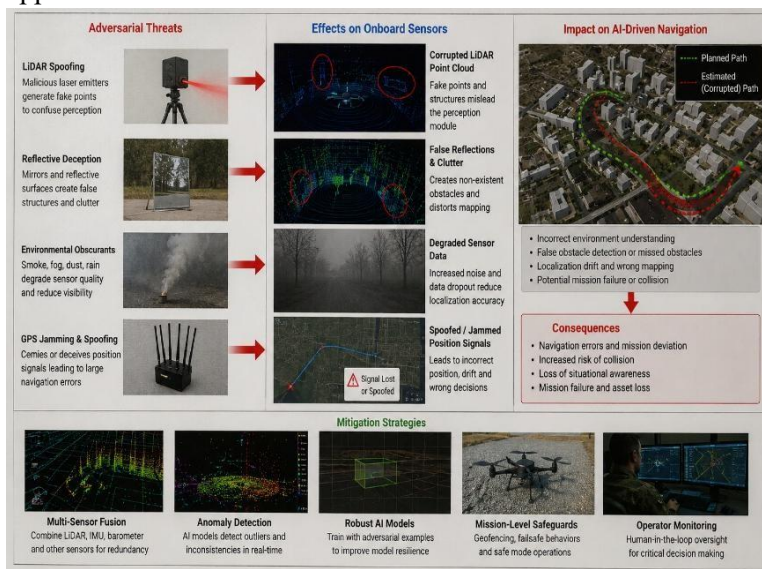 Adversarial Threats
LiDAR Spoofing
Malicious laser emitters
generate fake points
to confuse perception
Reflective Deception
Mirrors and reflective
surfaces create false
structures and clutter
Environmental Obscurants
Smoke, fog, dust, rain
degrade sensor quality
and reduce visibility
GPS Jamming & Spoofing
Cemies or deceives position
signals leading to large
navigation errors
Effects on Onboard Sensors
Corrupted LiDAR
Point Cloud
Fake points and
structures mislead
the perception
module
False Reflections
& Clutter
Creates non-existent
obstacles and
distorts mapping
Degraded Sensor
Data
Increased noise and
data dropout reduce
localization accuracy
Signal Lost
or Spoofed
Spoofed / Jammed
Position Signals
Leads to incorrect
position, drift and
wrong decisions
Impact on AI-Driven Navigation
Planned Path
Estimated
(Corrupted) Path
• Incorrect environment understanding
• False obstacle detection or missed obstacles
• Localization drift and wrong mapping
• Potential mission failure or collision
Consequences
• Navigation errors and mission deviation
• Increased risk of collision
• Loss of situational awareness
• Mission failure and asset loss
Mitigation Strategies
Multi-Sensor Fusion
Combine LiDAR, IMU, barometer
and other sensors for redundancy
Anomaly Detection
AI models detect outliers and
inconsistencies in real-time
Robust AI Models
Train with adversarial examples
to improve model resilience
Mission-Level Safeguards
Geofencing, failsafe behaviors
and safe mode operations
Operator Monitoring
Human-in-the-loop oversight
for critical decision making